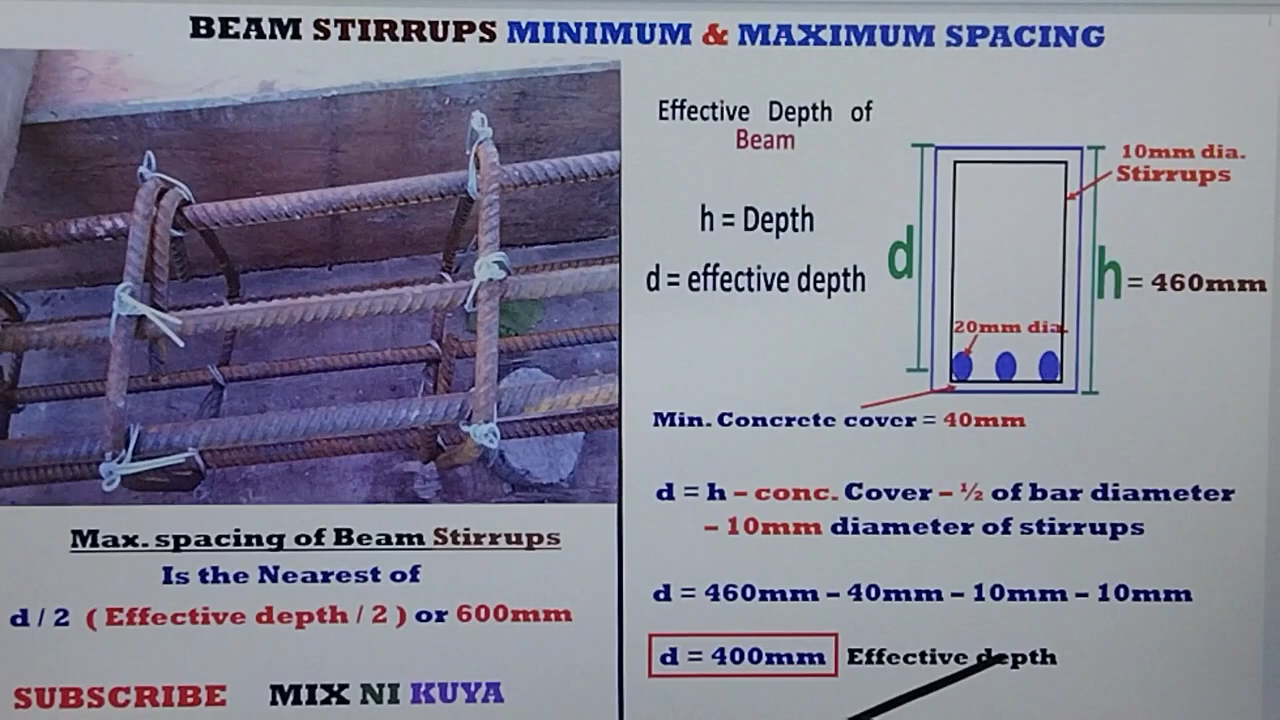 BEAM STIRRUPS MINIMUM & MAXIMUM SPACING
Effective Depth of
Beam
h = Depth
d = effective depth
d
10mm dia.
Stirrups
h = 460mm
20mm dia.
Min. Concrete cover = 40mm
d = h – conc. Cover – ½ of bar diameter
– 10mm diameter of stirrups
d = 460mm – 40mm – 10mm – 10mm
d = 400mm Effective depth
Max. spacing of Beam Stirrups
Is the Nearest of
d / 2 ( Effective depth / 2 ) or 600mm
SUBSCRIBE MIX NI KUYA